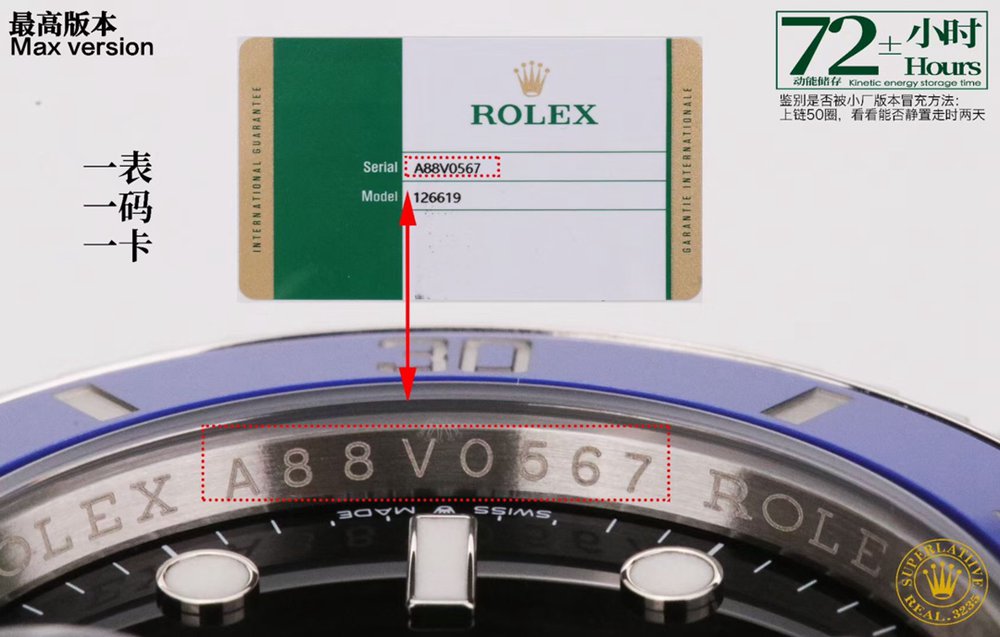 最高版本
Max version
72 ± 小时
Hours
动能储存 Kinetic energy storage time
鉴别是否被小厂版本冒充方法：
上链50圈，看看能否静置走时两天
一表
一码
一卡
INTERNATIONAL GUARANTEE
ROLEX
Serial A88V0567
Model 126619
GARANTIE INTERNATIONALE
30
OLEX A88V0567 ROLE
SWISS MADE
SUPERLATIVE
REAL.3235